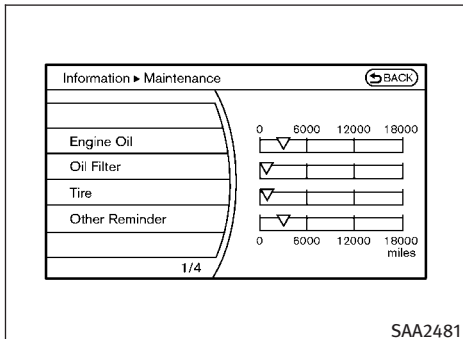 Information ▸ Maintenance
BACK
0 6000 12000 18000
Engine Oil
Oil Filter
Tire
Other Reminder
0 6000 12000 18000
miles
1/4
SAA2481